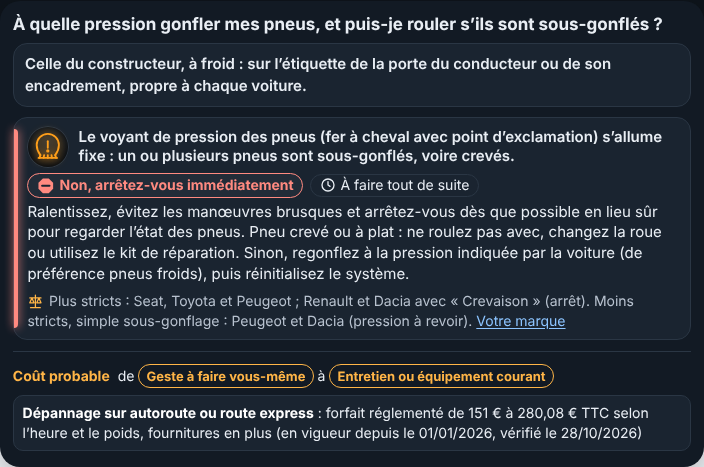 À quelle pression gonfler mes pneus, et puis-je rouler s’ils sont sous-gonflés ?
Celle du constructeur, à froid : sur l’étiquette de la porte du conducteur ou de son
encadrement, propre à chaque voiture.
Le voyant de pression des pneus (fer à cheval avec point d’exclamation) s’allume
fixe : un ou plusieurs pneus sont sous-gonflés, voire crevés.
Non, arrêtez-vous immédiatement À faire tout de suite
Ralentissez, évitez les manœuvres brusques et arrêtez-vous dès que possible en lieu sûr
pour regarder l’état des pneus. Pneu crevé ou à plat : ne roulez pas avec, changez la roue
ou utilisez le kit de réparation. Sinon, regonflez à la pression indiquée par la voiture (de
préférence pneus froids), puis réinitialisez le système.
Plus stricts : Seat, Toyota et Peugeot ; Renault et Dacia avec « Crevaison » (arrêt). Moins
stricts, simple sous-gonflage : Peugeot et Dacia (pression à revoir). Votre marque
Coût probable de Geste à faire vous-même à Entretien ou équipement courant
Dépannage sur autoroute ou route express : forfait réglementé de 151 € à 280,08 € TTC selon
l’heure et le poids, fournitures en plus (en vigueur depuis le 01/01/2026, vérifié le 28/10/2026)